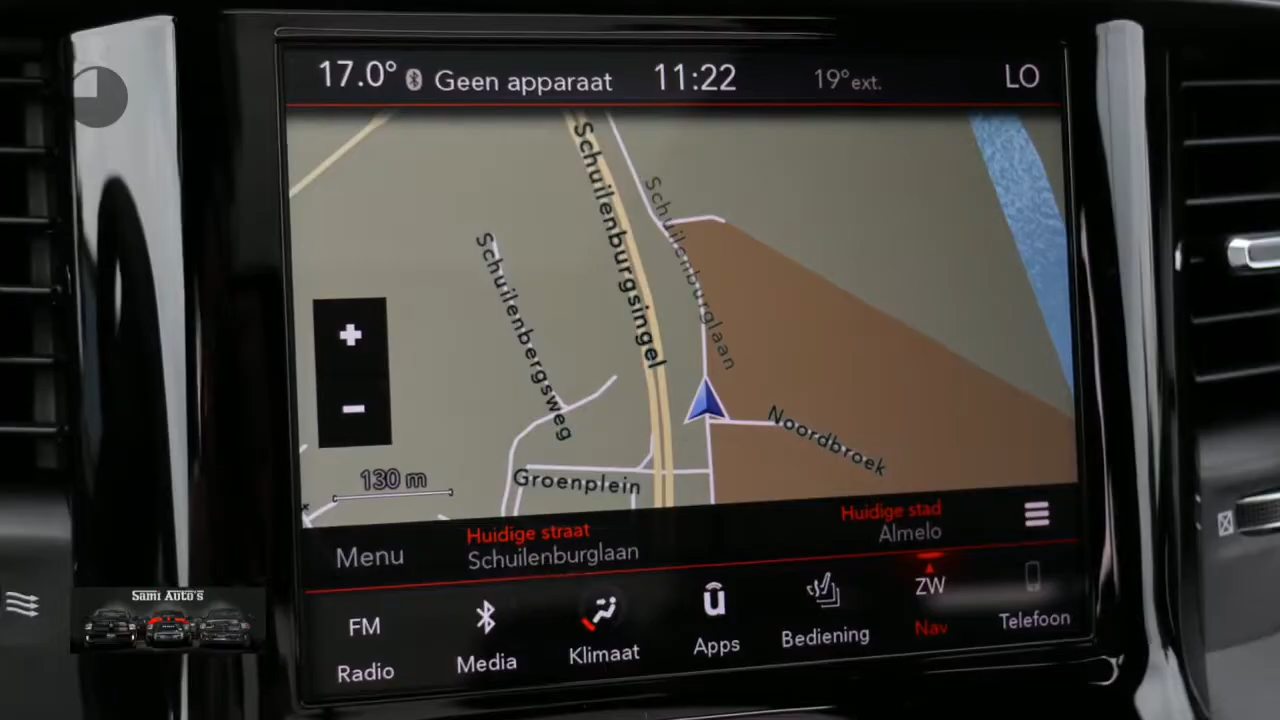 17.0° Geen apparaat 11:22 19° ext. LO
Schuilenburgsingel
Schuilenburglaan
Schuilenbergsweg
Noordbroek
Groenplein
130 m
Menu
Huidige straat
Schuilenburglaan
Huidige stad
Almelo
FM
Radio
Media
Klimaat
Apps
Bediening
ZW
Nav
Telefoon
Sami Auto's